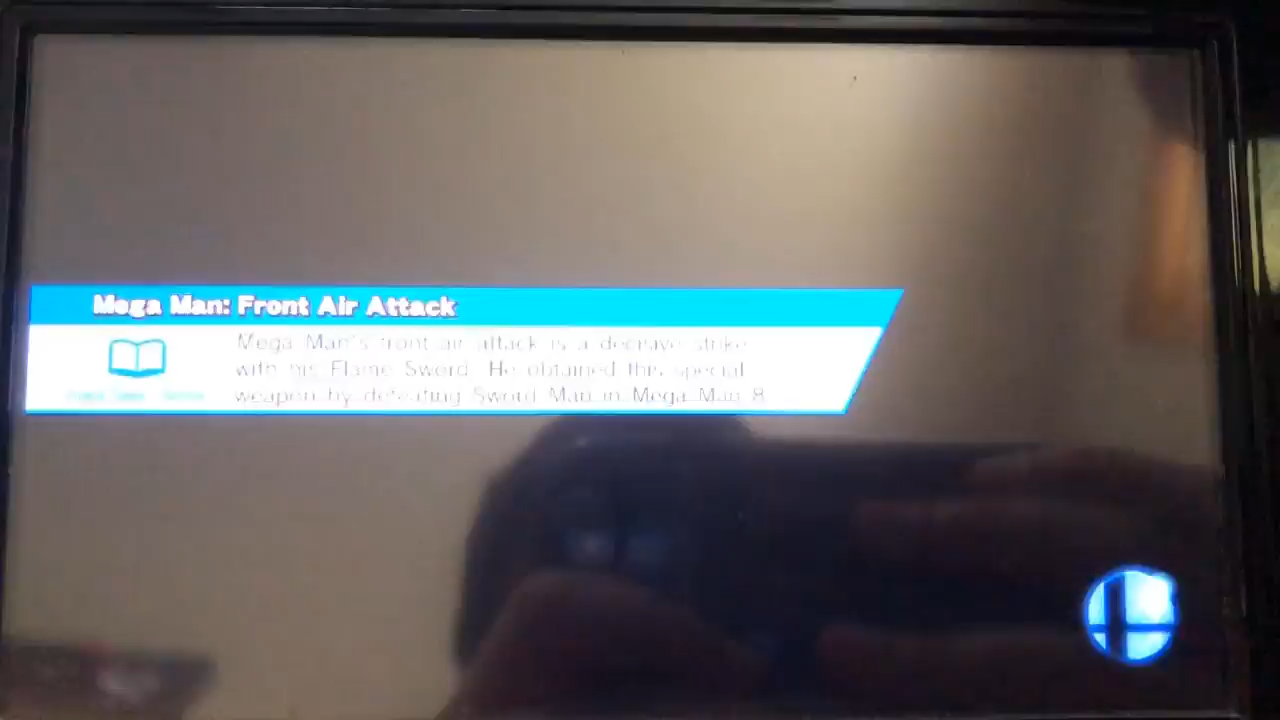 Mega Man: Front Air Attack
Mega Man's front air attack is a decisive strike
with his Flame Sword. He obtained this special
weapon by defeating Sword Man in Mega Man 8.